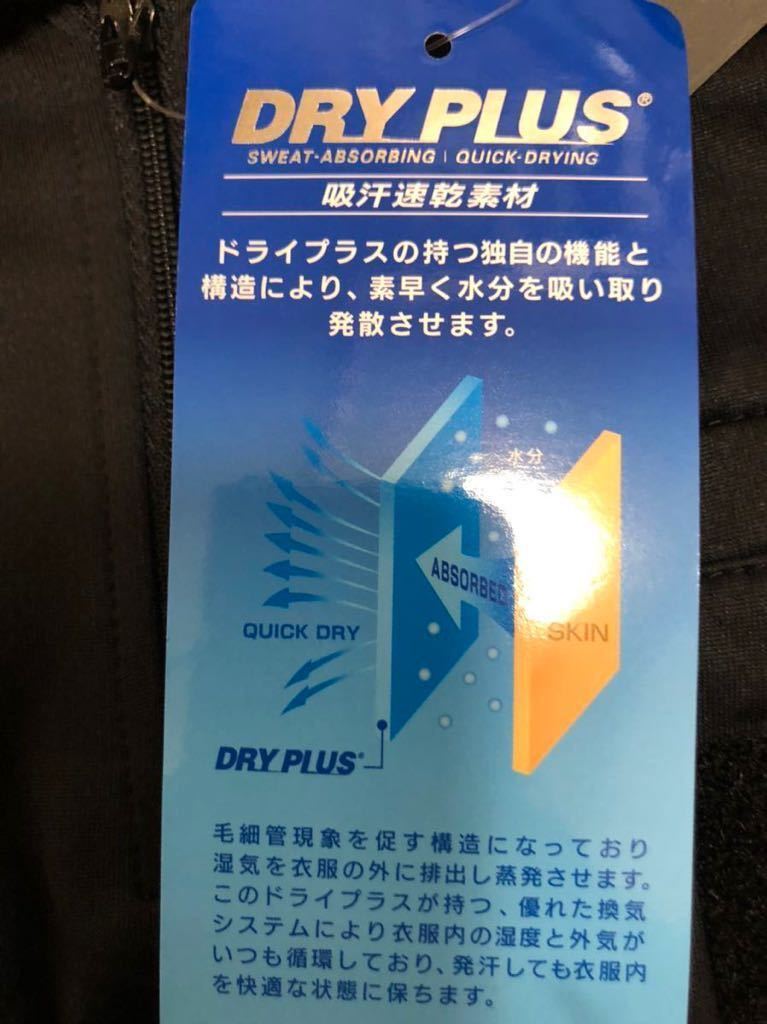 DRY PLUS®
SWEAT-ABSORBING | QUICK-DRYING
吸汗速乾素材
ドライプラスの持つ独自の機能と
構造により、素早く水分を吸い取り
発散させます。
水分
ABSORBED
SKIN
QUICK DRY
DRY PLUS®
毛細管現象を促す構造になっており
湿気を衣服の外に排出し蒸発させます。
このドライプラスが持つ、優れた換気
システムにより衣服内の湿度と外気が
いつも循環しており、発汗しても衣服内
を快適な状態に保ちます。